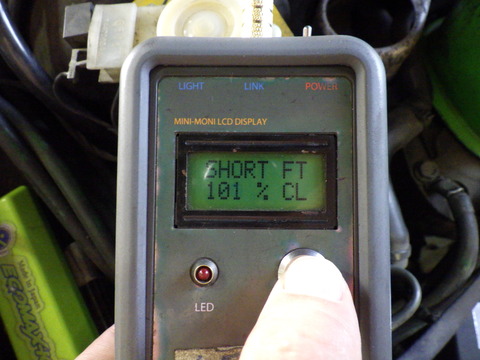 LIGHT LINK POWER
MINI-MONI LCD DISPLAY
SHORT FT
101 % CL
LED